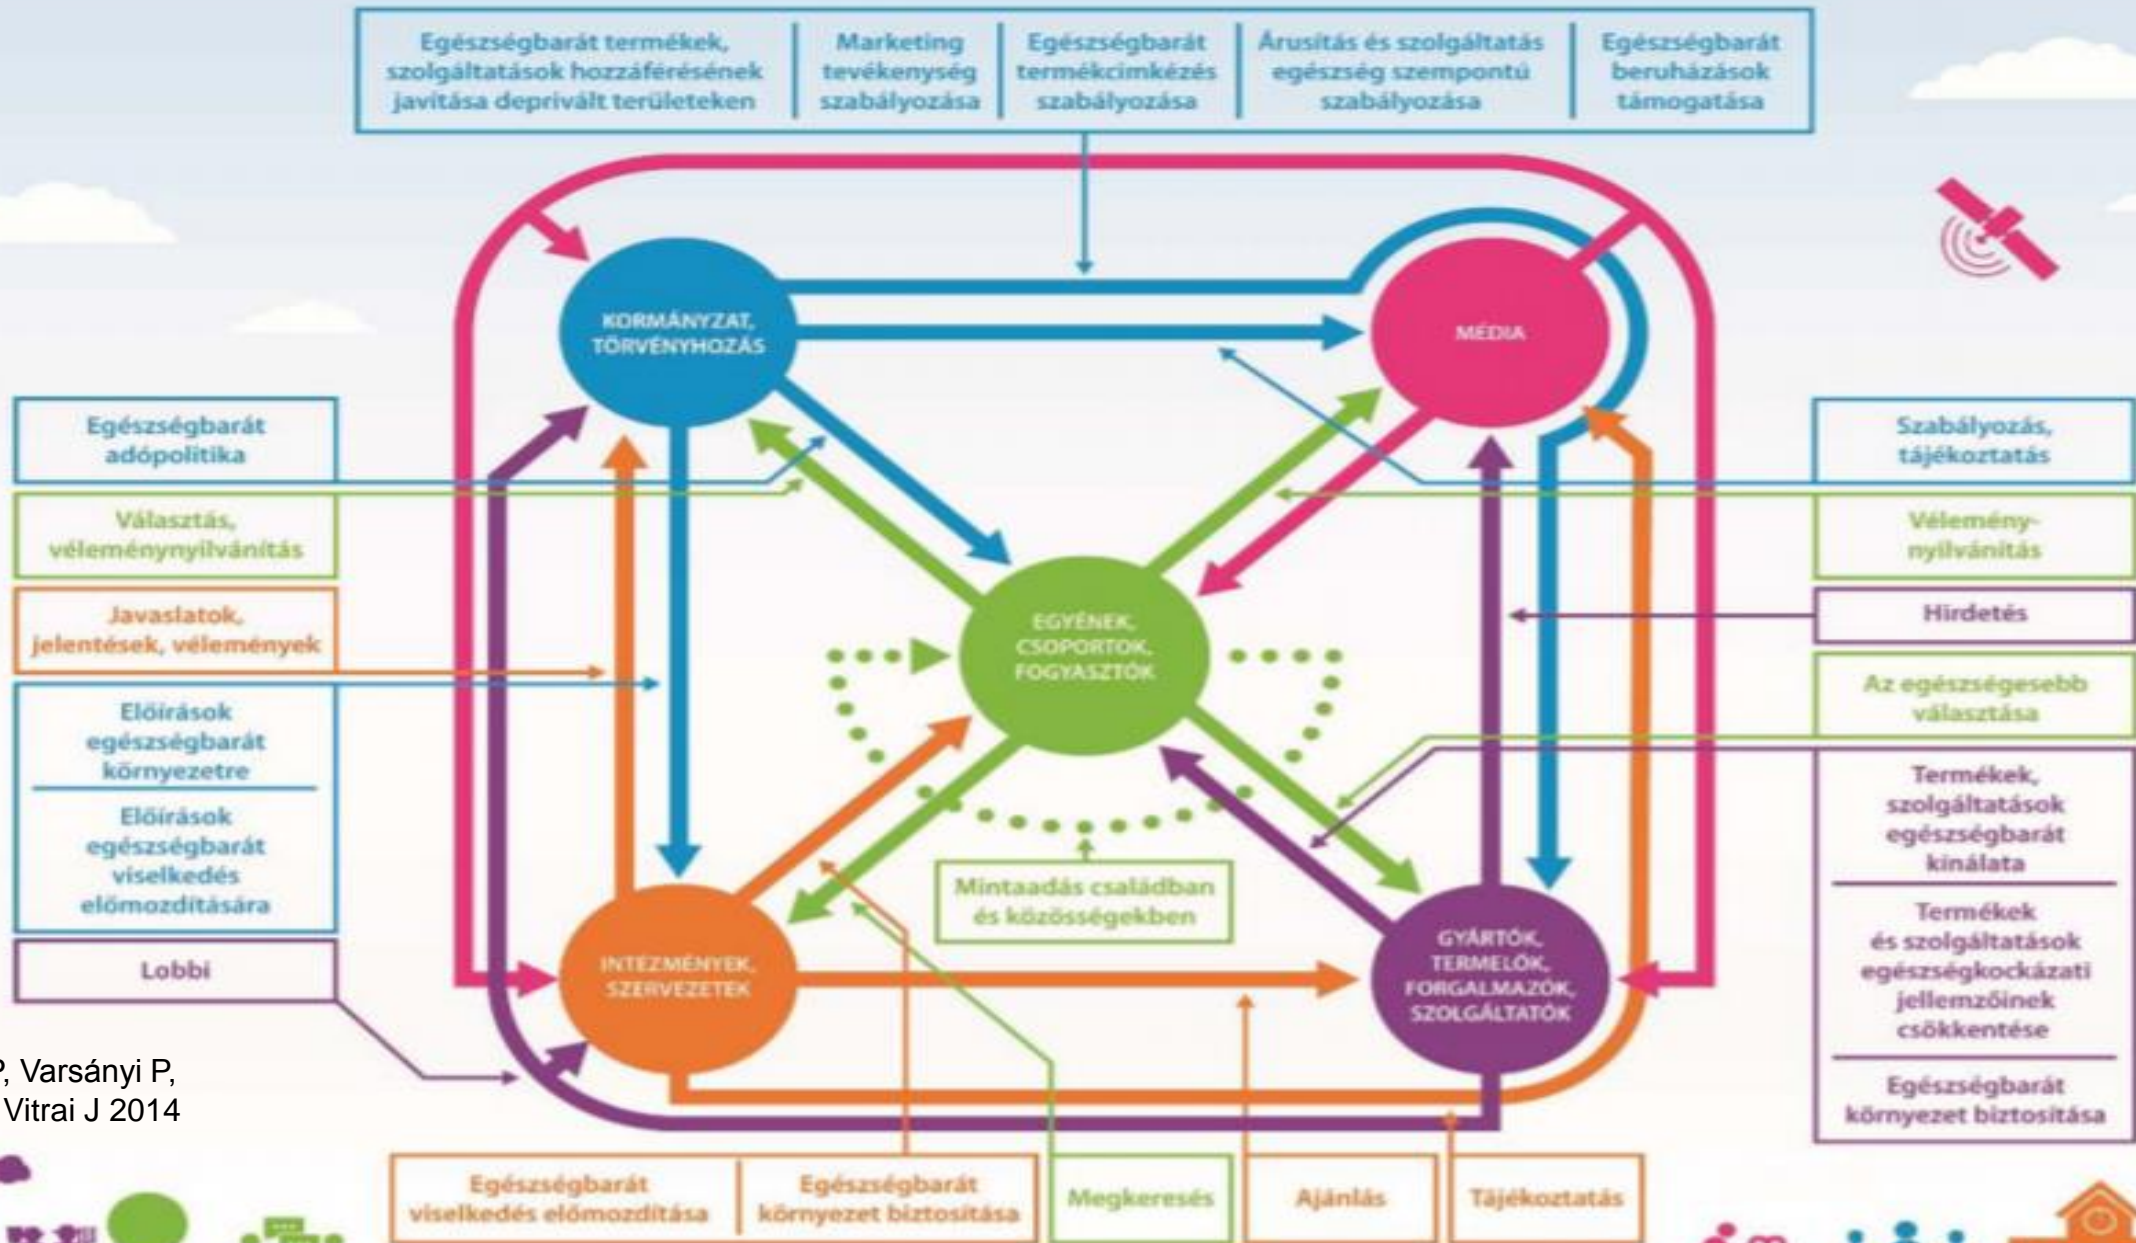 Egészségbarát termékek,
szolgáltatások hozzáférésének
javítása deprivált területeken
Marketing
tevékenység
szabályozása
Egészségbarát
termékcimkézés
szabályozása
Árusítás és szolgáltatás
egészség szempontú
szabályozása
Egészségbarát
beruházások
támogatása
KORMÁNYZAT,
TÖRVÉNYHOZÁS
MÉDIA
Egészségbarát
adópolitika
Választás,
véleménynyilvánítás
Javaslatok,
jelentések, vélemények
Előírások
egészségbarát
környezetre
Előírások
egészségbarát
viselkedés
előmozdítására
Lobbi
EGYÉNEK,
CSOPORTOK,
FOGYASZTÓK
Mintaadás családban
és közösségekben
Szabályozás,
tájékoztatás
Vélemény-
nyilvánítás
Hirdetés
Az egészségesebb
választása
Termékek,
szolgáltatások
egészségbarát
kínálata
Termékek
és szolgáltatások
egészségkockázati
jellemzőinek
csökkentése
Egészségbarát
környezet biztosítása
INTÉZMÉNYEK,
SZERVEZETEK
GYÁRTÓK,
TERMELŐK,
FORGALMAZÓK,
SZOLGÁLTATÓK
P, Varsányi P,
Vitrai J 2014
Egészségbarát
viselkedés előmozdítása
Egészségbarát
környezet biztosítása
Megkeresés
Ajánlás
Tájékoztatás